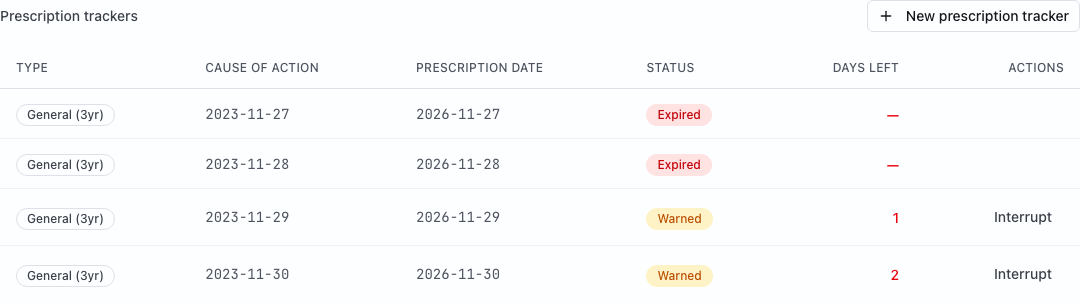 Prescription trackers
+ New prescription tracker
TYPE CAUSE OF ACTION PRESCRIPTION DATE STATUS DAYS LEFT ACTIONS
General (3yr) 2023-11-27 2026-11-27 Expired —
General (3yr) 2023-11-28 2026-11-28 Expired —
General (3yr) 2023-11-29 2026-11-29 Warned 1 Interrupt
General (3yr) 2023-11-30 2026-11-30 Warned 2 Interrupt